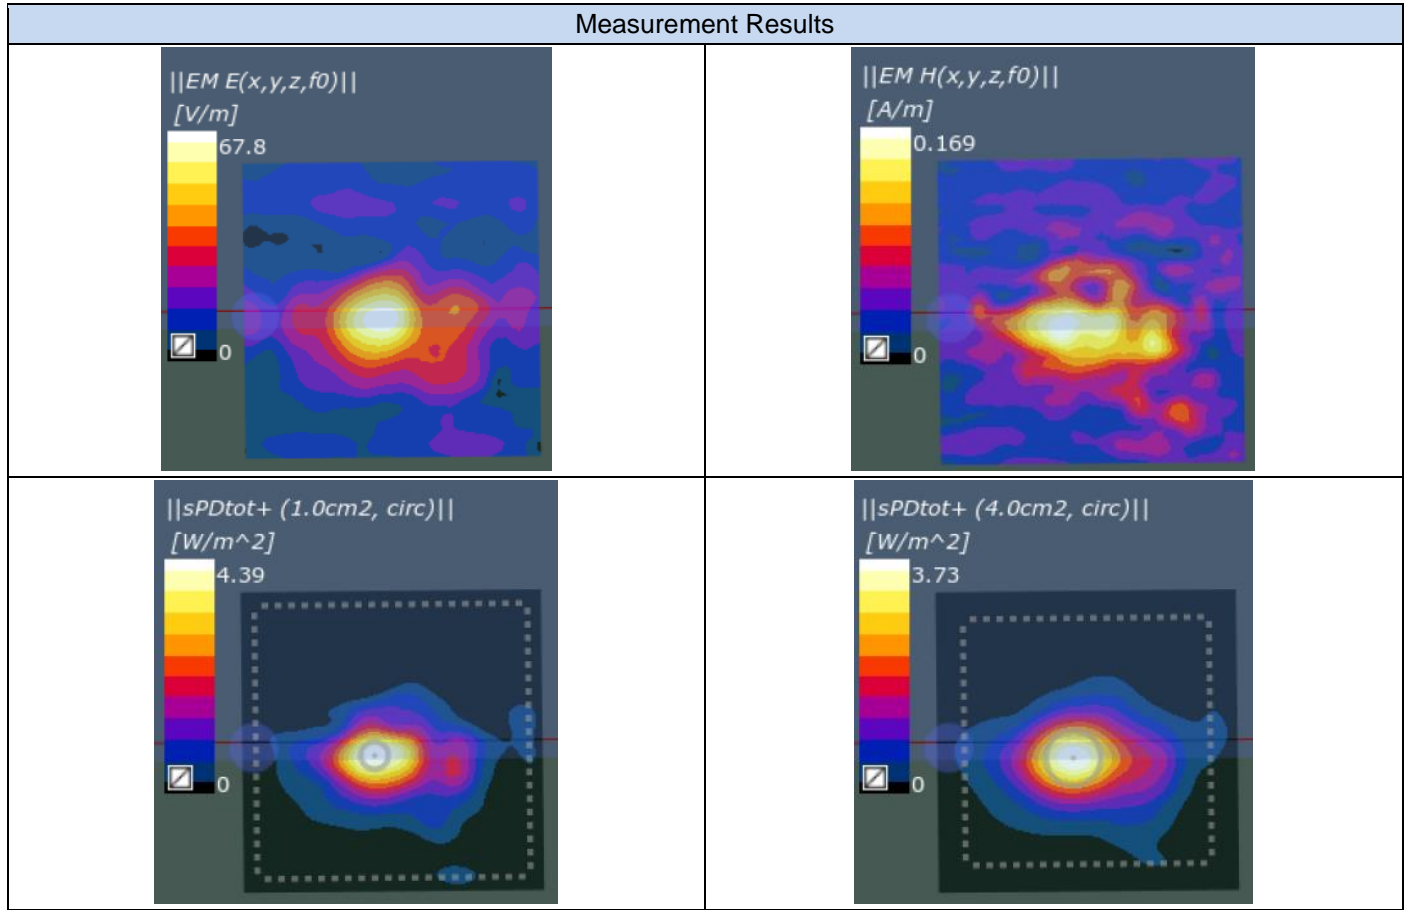 Measurement Results
||EM E(x,y,z,f0)||
[V/m]
67.8
0
||EM H(x,y,z,f0)||
[A/m]
0.169
0
||sPDtot+ (1.0cm2, circ)||
[W/m^2]
4.39
0
||sPDtot+ (4.0cm2, circ)||
[W/m^2]
3.73
0